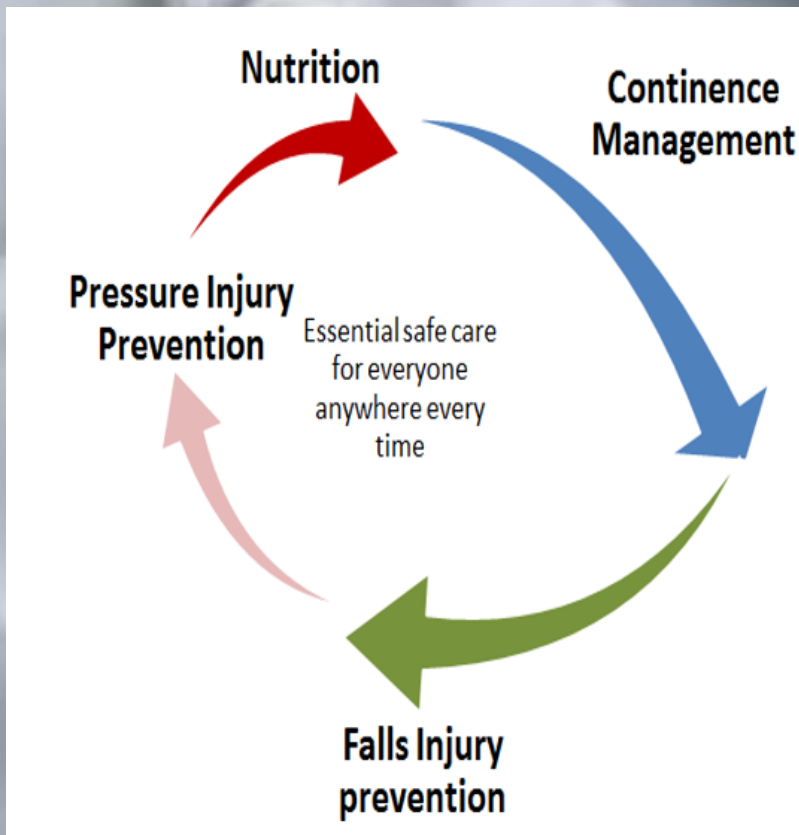 Nutrition
Continence
Management
Pressure Injury
Prevention
Essential safe care
for everyone
anywhere every
time
Falls Injury
prevention